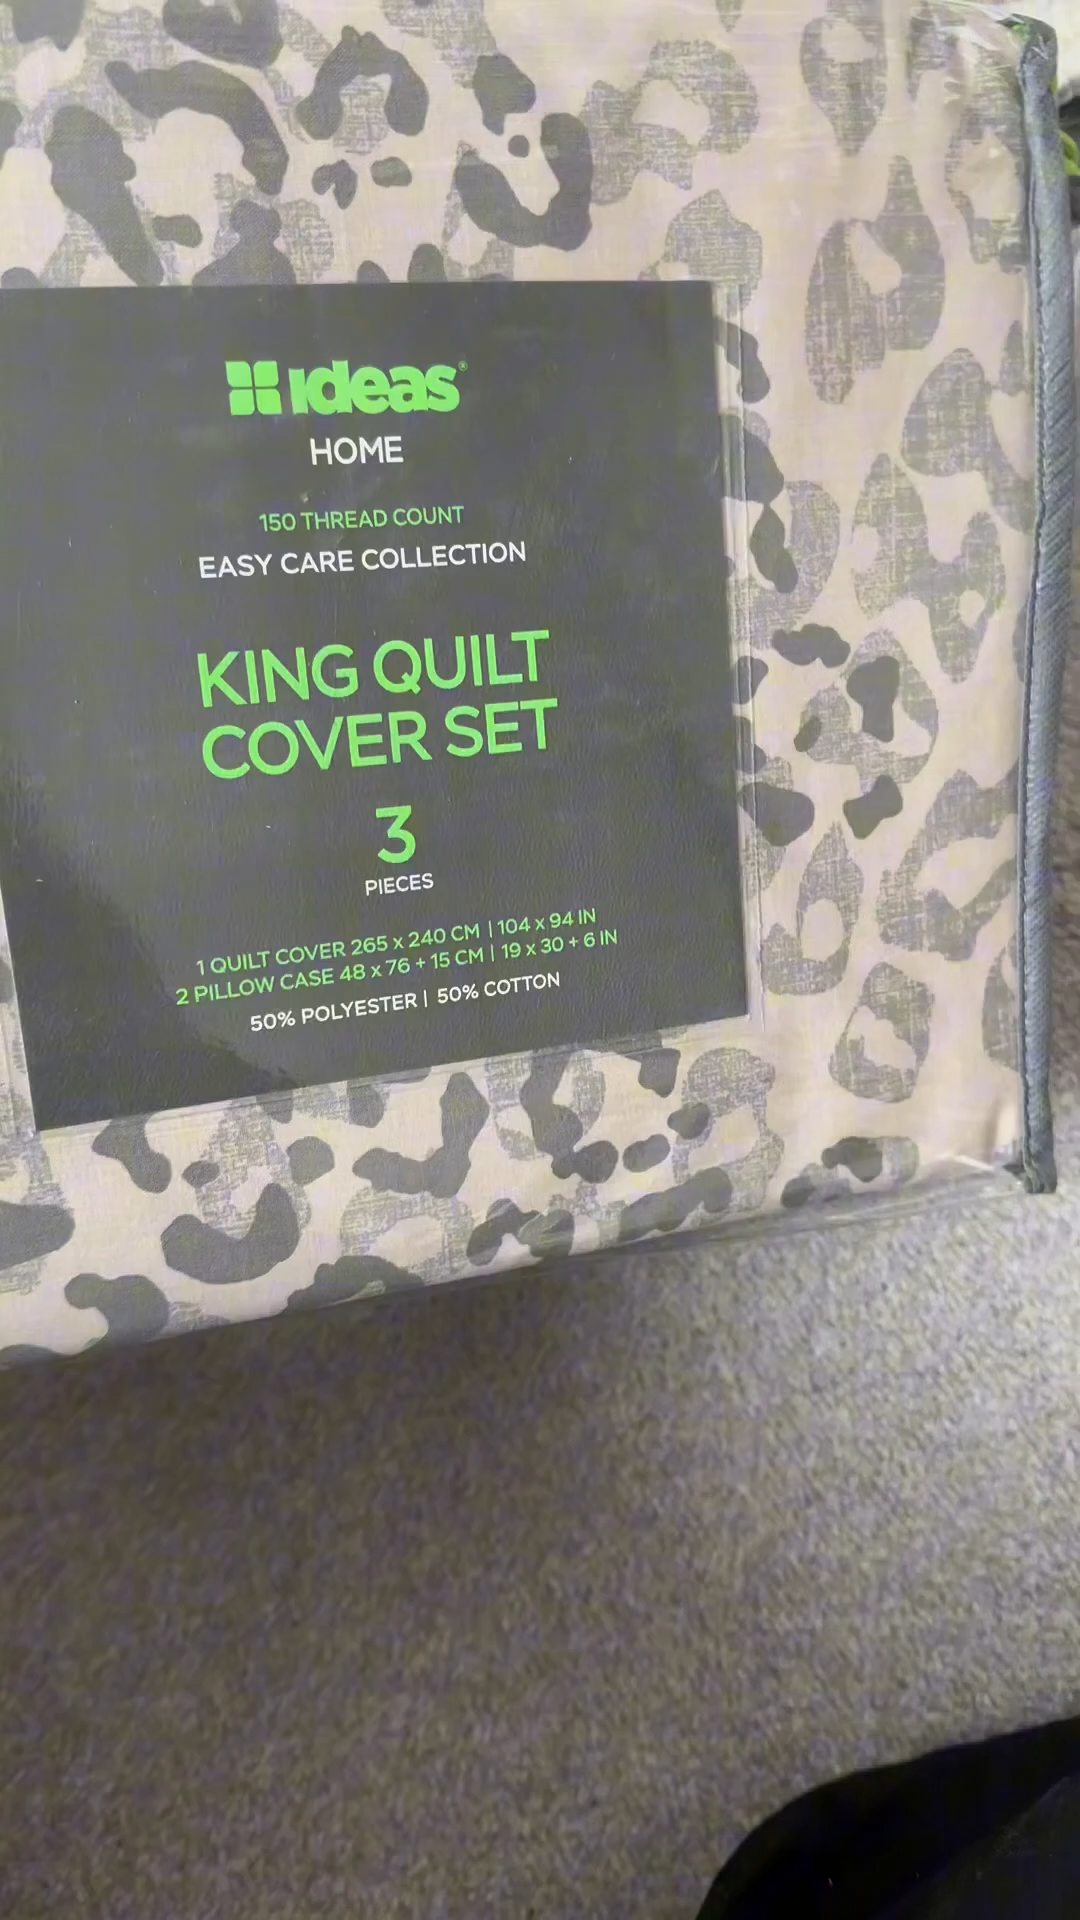 ideas®
HOME
150 THREAD COUNT
EASY CARE COLLECTION
KING QUILT
COVER SET
3
PIECES
1 QUILT COVER 265 x 240 CM | 104 x 94 IN
2 PILLOW CASE 48 x 76 + 15 CM | 19 x 30 + 6 IN
50% POLYESTER | 50% COTTON